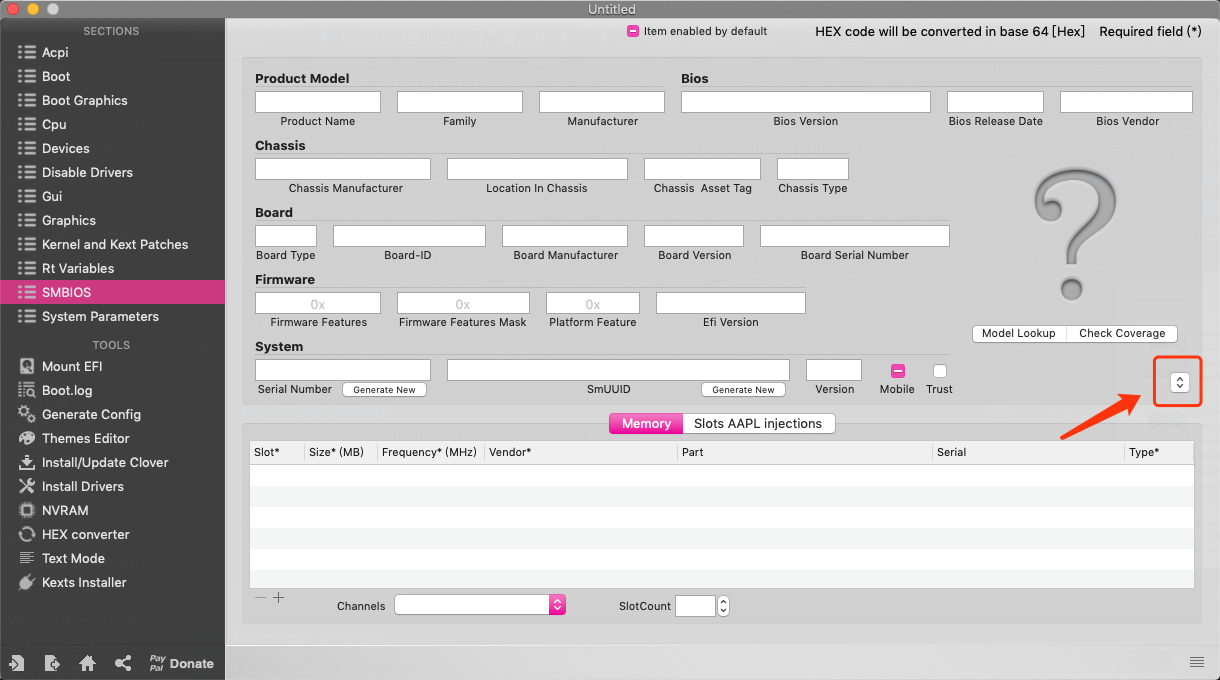 Untitled
SECTIONS
Acpi
Boot
Boot Graphics
Cpu
Devices
Disable Drivers
Gui
Graphics
Kernel and Kext Patches
Rt Variables
SMBIOS
System Parameters
TOOLS
Mount EFI
Boot.log
Generate Config
Themes Editor
Install/Update Clover
Install Drivers
NVRAM
HEX converter
Text Mode
Kexts Installer
Pay
Pal
Donate
Item enabled by default
HEX code will be converted in base 64 [Hex]
Required field (*)
Product Model
Bios
Product Name
Family
Manufacturer
Bios Version
Bios Release Date
Bios Vendor
Chassis
Chassis Manufacturer
Location In Chassis
Chassis Asset Tag
Chassis Type
?
Board
Board Type
Board-ID
Board Manufacturer
Board Version
Board Serial Number
Firmware
0x
0x
0x
Firmware Features
Firmware Features Mask
Platform Feature
Efi Version
Model Lookup
Check Coverage
System
Serial Number
Generate New
SmUUID
Generate New
Version
Mobile
Trust
Memory
Slots AAPL injections
Slot*
Size* (MB)
Frequency* (MHz)
Vendor*
Part
Serial
Type*
Channels
SlotCount